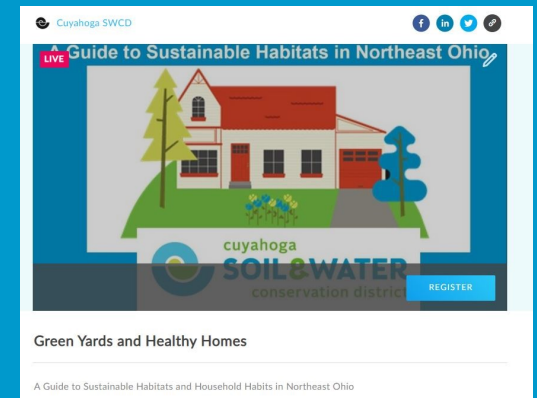 Cuyahoga SWCD
LIVE
A Guide to Sustainable Habitats in Northeast Ohio
cuyahoga
SOIL & WATER
conservation district
REGISTER
Green Yards and Healthy Homes
A Guide to Sustainable Habitats and Household Habits in Northeast Ohio